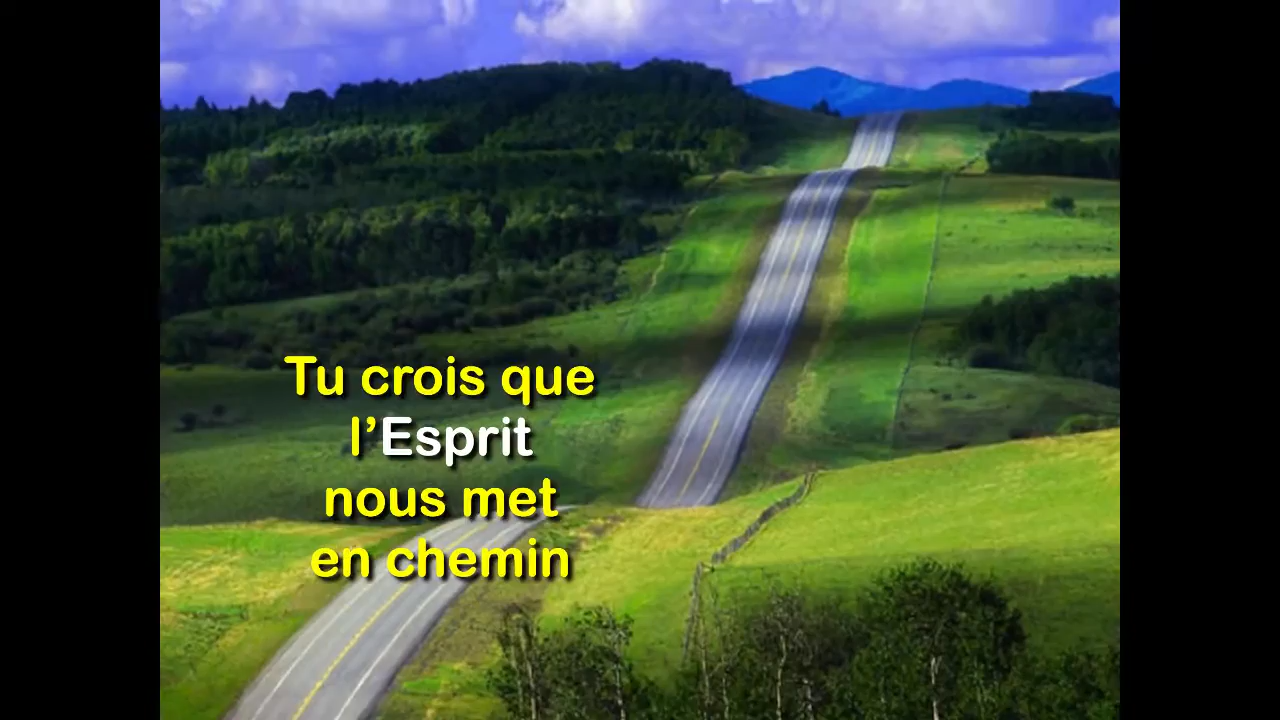 Tu crois que
l’Esprit
nous met
en chemin